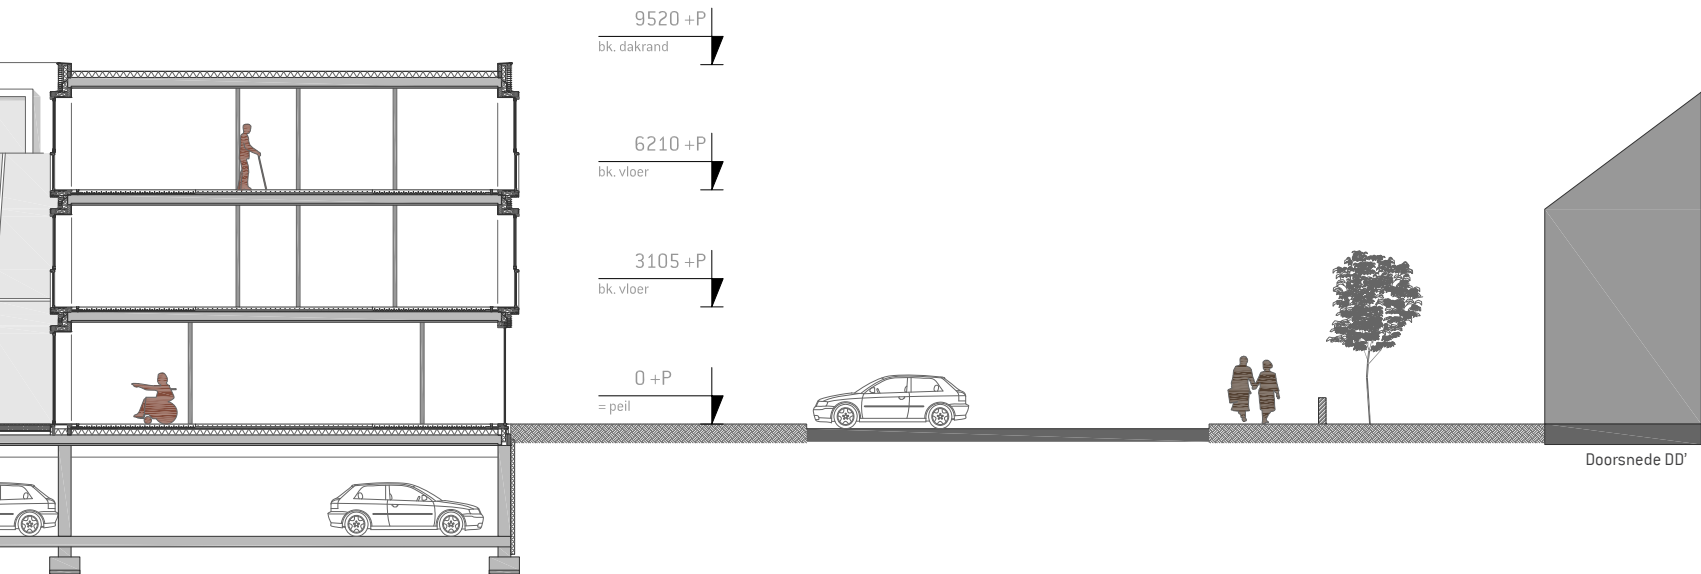 9520 +P
bk. dakrand
6210 +P
bk. vloer
3105 +P
bk. vloer
0 +P
= peil
Doorsnede DD'